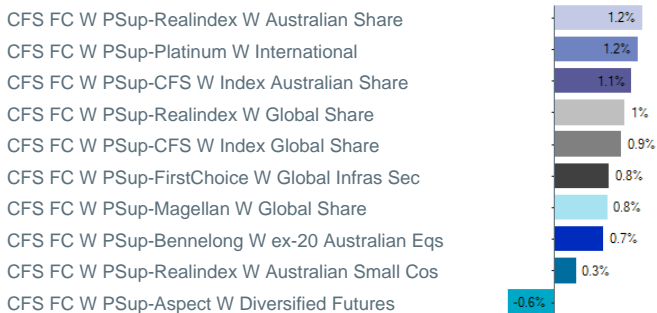 CFS FC W PSup-Realindex W Australian Share 1.2%
CFS FC W PSup-Platinum W International 1.2%
CFS FC W PSup-CFS W Index Australian Share 1.1%
CFS FC W PSup-Realindex W Global Share 1%
CFS FC W PSup-CFS W Index Global Share 0.9%
CFS FC W PSup-FirstChoice W Global Infras Sec 0.8%
CFS FC W PSup-Magellan W Global Share 0.8%
CFS FC W PSup-Bennelong W ex-20 Australian Eqs 0.7%
CFS FC W PSup-Realindex W Australian Small Cos 0.3%
CFS FC W PSup-Aspect W Diversified Futures -0.6%